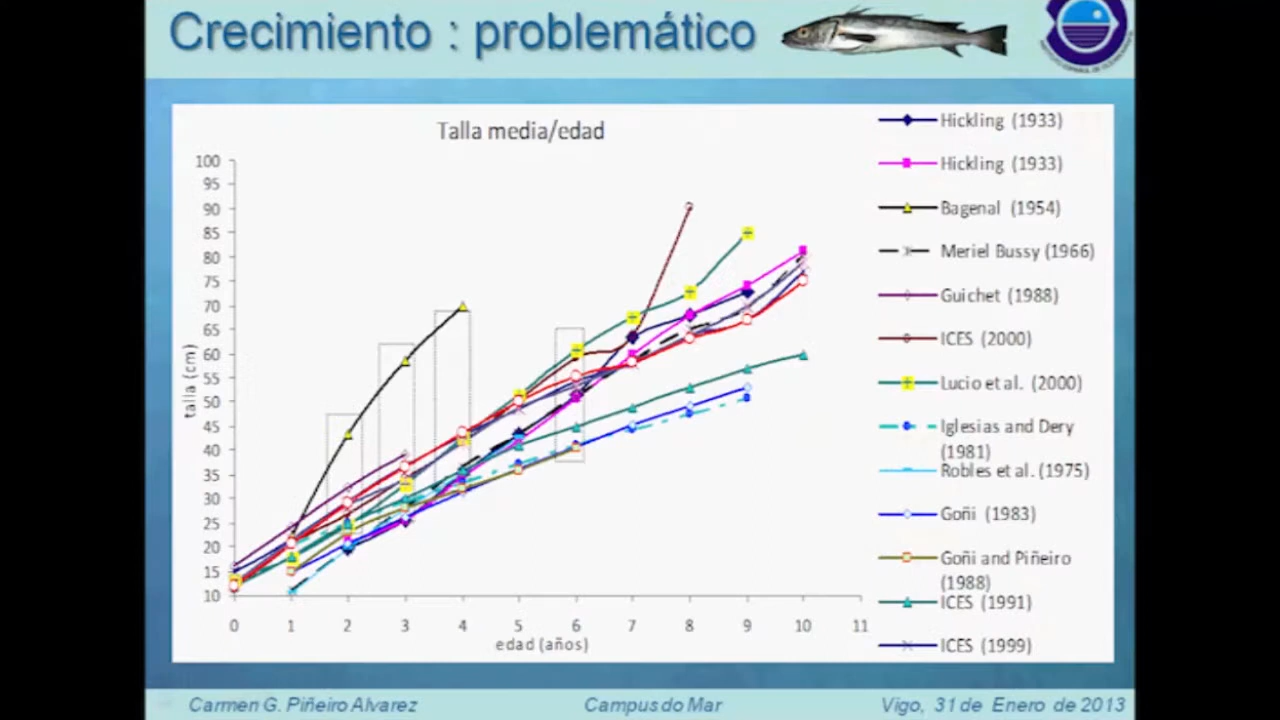 Crecimiento : problemático
Talla media/edad
100
95
90
85
80
75
70
65
60
55
50
45
40
35
30
25
20
15
10
talla (cm)
0 1 2 3 4 5 6 7 8 9 10 11
edad (años)
Hickling (1933)
Hickling (1933)
Bagenal (1954)
Meriel Bussy (1966)
Guichet (1988)
ICES (2000)
Lucio et al. (2000)
Iglesias and Dery
(1981)
Robles et al. (1975)
Goñi (1983)
Goñi and Piñeiro
(1988)
ICES (1991)
ICES (1999)
Carmen G. Piñeiro Alvarez
Campus do Mar
Vigo, 31 de Enero de 2013